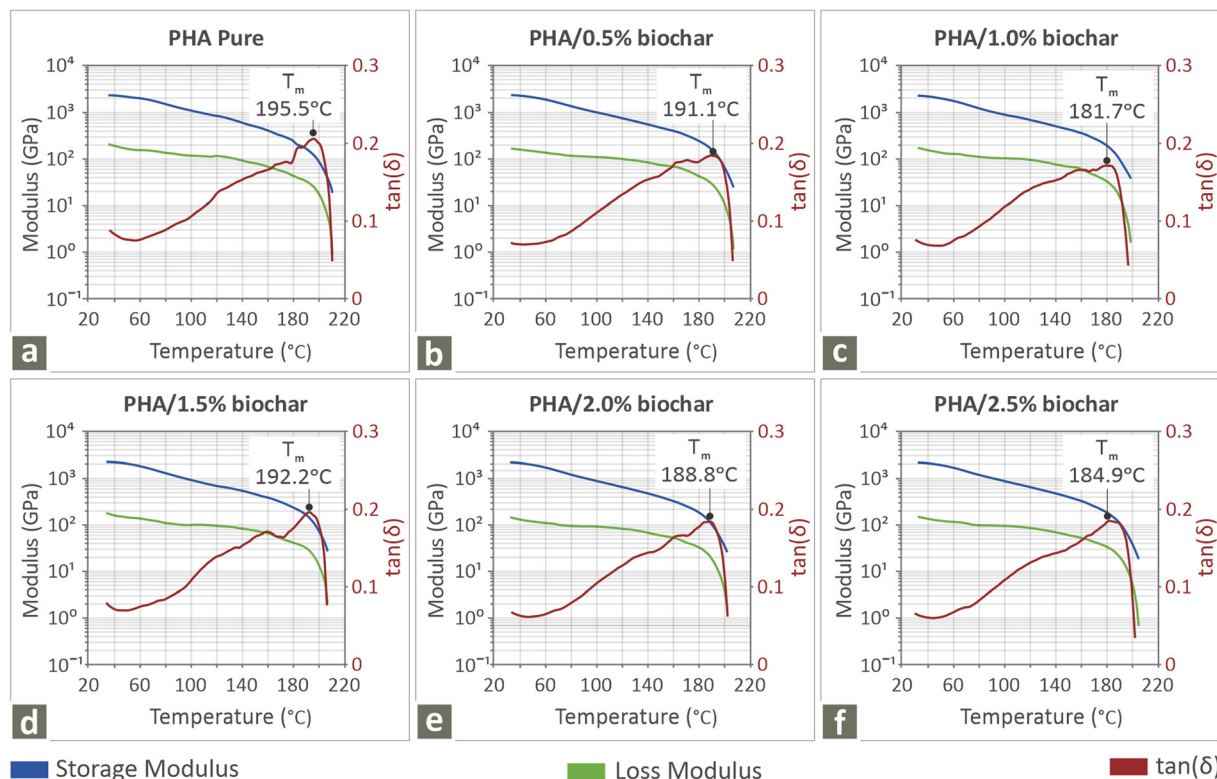 PHA Pure
T_m
195.5°C
10⁴
10³
10²
10¹
10⁰
10⁻¹
Modulus (GPa)
0.3
0.2
0.1
0
tan(δ)
20 60 100 140 180 220
Temperature (°C)
a
PHA/0.5% biochar
T_m
191.1°C
10⁴
10³
10²
10¹
10⁰
10⁻¹
Modulus (GPa)
0.3
0.2
0.1
0
tan(δ)
20 60 100 140 180 220
Temperature (°C)
b
PHA/1.0% biochar
T_m
181.7°C
10⁴
10³
10²
10¹
10⁰
10⁻¹
Modulus (GPa)
0.3
0.2
0.1
0
tan(δ)
20 60 100 140 180 220
Temperature (°C)
c
PHA/1.5% biochar
T_m
192.2°C
10⁴
10³
10²
10¹
10⁰
10⁻¹
Modulus (GPa)
0.3
0.2
0.1
0
tan(δ)
20 60 100 140 180 220
Temperature (°C)
d
PHA/2.0% biochar
T_m
188.8°C
10⁴
10³
10²
10¹
10⁰
10⁻¹
Modulus (GPa)
0.3
0.2
0.1
0
tan(δ)
20 60 100 140 180 220
Temperature (°C)
e
PHA/2.5% biochar
T_m
184.9°C
10⁴
10³
10²
10¹
10⁰
10⁻¹
Modulus (GPa)
0.3
0.2
0.1
0
tan(δ)
20 60 100 140 180 220
Temperature (°C)
f
Storage Modulus
Loss Modulus
tan(δ)